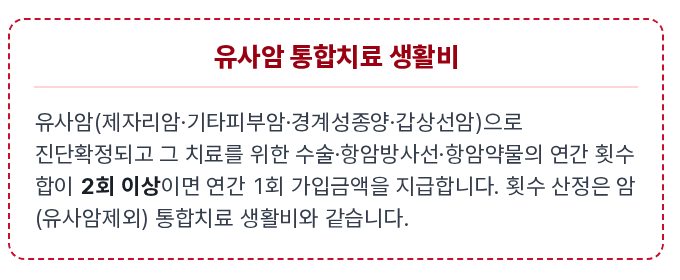 유사암 통합치료 생활비
유사암(제자리암·기타피부암·경계성종양·갑상선암)으로
진단확정되고 그 치료를 위한 수술·항암방사선·항암약물의 연간 횟수
합이 2회 이상이면 연간 1회 가입금액을 지급합니다. 횟수 산정은 암
(유사암제외) 통합치료 생활비와 같습니다.